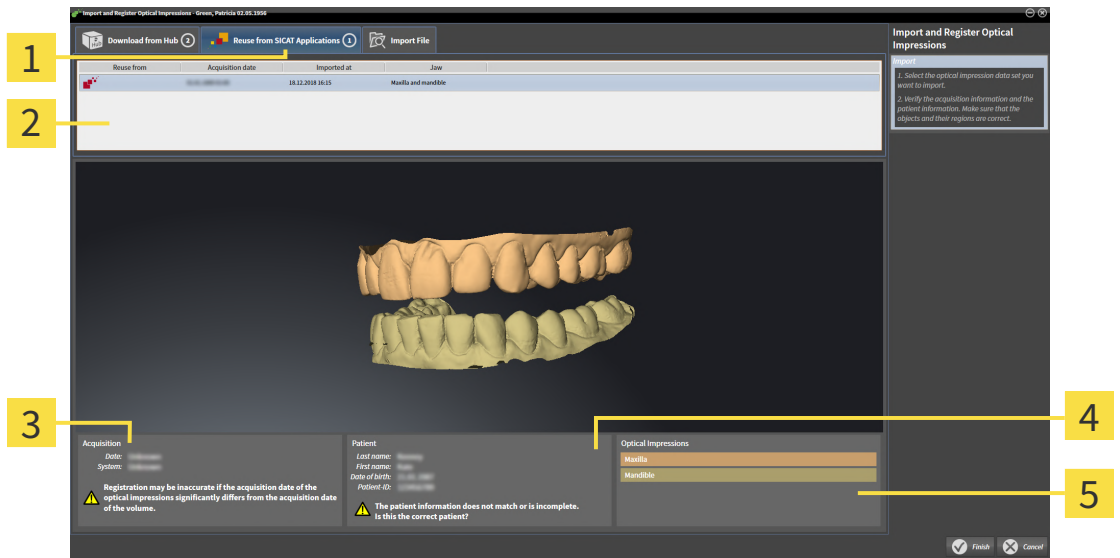 Import and Register Optical Impressions - Green, Patricia 02.05.1956
Download from Hub 2
Reuse from SICAT Applications 1
Import File
Reuse from Acquisition date Imported at Jaw
18.12.2018 16:15 Maxilla and mandible
Import and Register Optical
Impressions
Import
1. Select the optical impression data set you
want to import.
2. Verify the acquisition information and the
patient information. Make sure that the
objects and their regions are correct.
1
2
3
4
5
Acquisition
Date:
System:
Registration may be inaccurate if the acquisition date of the
optical impressions significantly differs from the acquisition date
of the volume.
Patient
Last name:
First name:
Date of birth:
Patient-ID:
The patient information does not match or is incomplete.
Is this the correct patient?
Optical Impressions
Maxilla
Mandible
Finish
Cancel